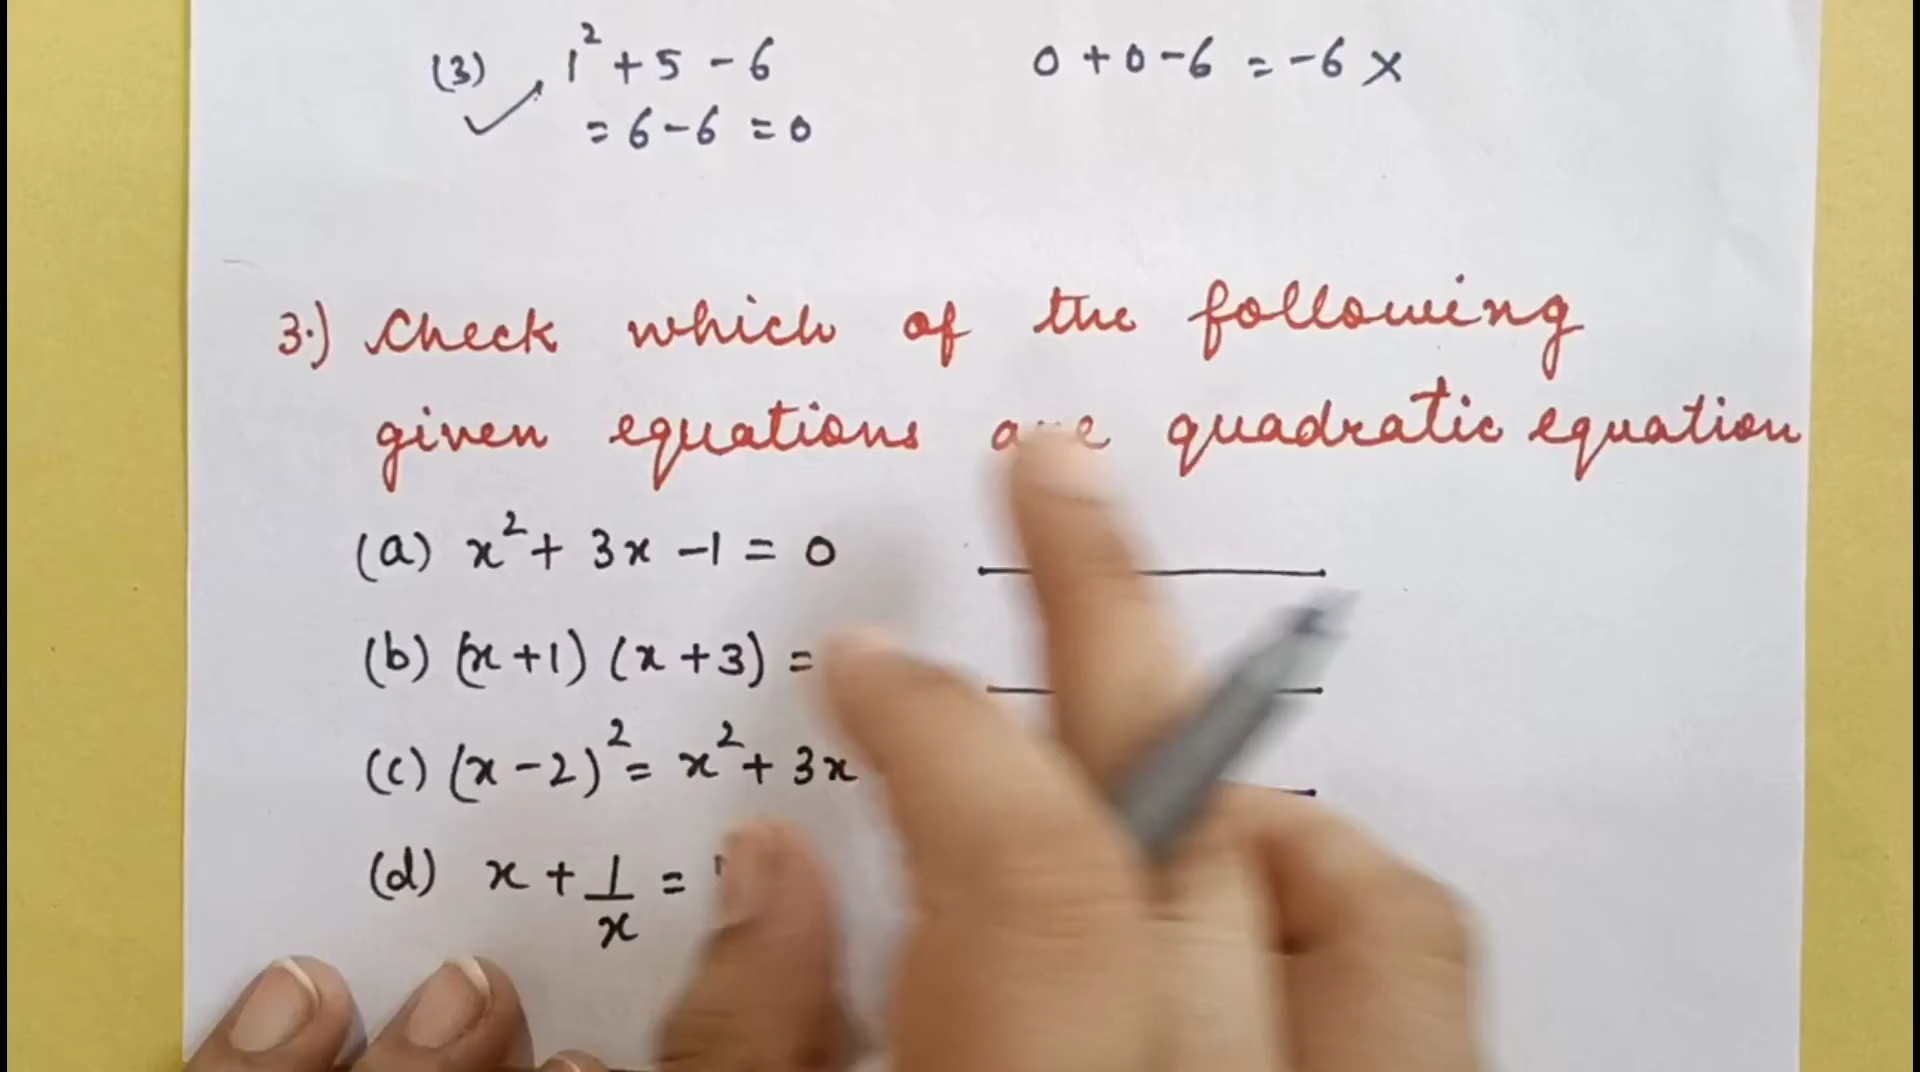 (3) 1² + 5 - 6
= 6 - 6 = 0
0 + 0 - 6 = -6 ×
3.) Check which of the following
given equations are quadratic equation
(a) x² + 3x - 1 = 0
(b) (x + 1) (x + 3) =
(c) (x - 2)² = x² + 3x
(d) x + 1/x =